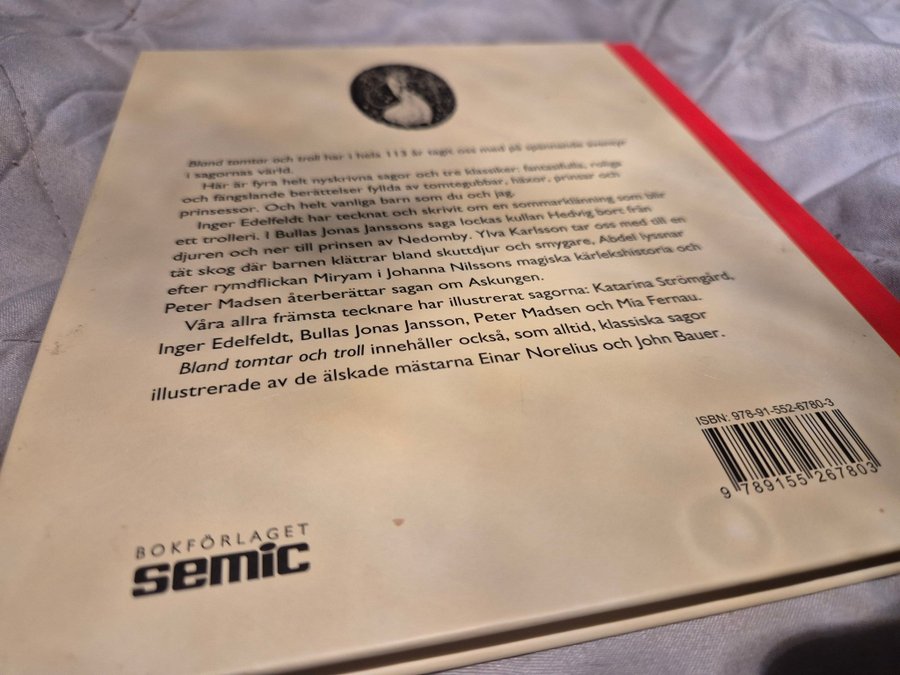 Bland tomtar och troll har i hela 113 år tagit oss med på spännande äventyr
i sagornas värld.
Här är fyra helt nyskrivna sagor och tre klassiker: fantasifulla, roliga
och fängslande berättelser fyllda av tomtegubbar, häxor, prinsar och
prinsessor. Och helt vanliga barn som du och jag.
Inger Edelfeldt har tecknat och skrivit om en sommarklänning som blir
ett trolleri. I Bullas Jonas Janssons saga lockas kullan Hedvig bort från
djuren och ner till prinsen av Nedomby. Ylva Karlsson tar oss med till en
tät skog där barnen klättrar bland skuttdjur och smygare, Abdel lyssnar
efter rymdflickan Miryam i Johanna Nilssons magiska kärlekshistoria och
Peter Madsen återberättar sagan om Askungen.
Våra allra främsta tecknare har illustrerat sagorna: Katarina Strömgård,
Inger Edelfeldt, Bullas Jonas Jansson, Peter Madsen och Mia Fernau.
Bland tomtar och troll innehåller också, som alltid, klassiska sagor
illustrerade av de älskade mästarna Einar Norelius och John Bauer.
ISBN: 978-91-552-6780-3
9 789155 267803
BOKFÖRLAGET
semic